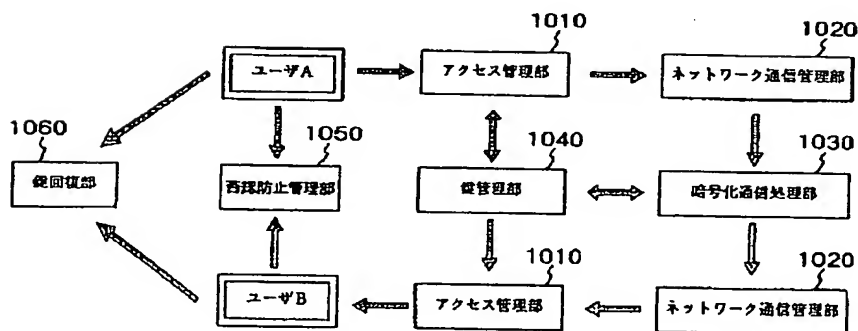 1010
1020
ユーザA
アクセス管理部
ネットワーク通信管理部
1060
1050
1040
1030
鍵回復部
否採防止管理部
鍵管理部
暗号化通信処理部
1010
1020
ユーザB
アクセス管理部
ネットワーク通信管理部